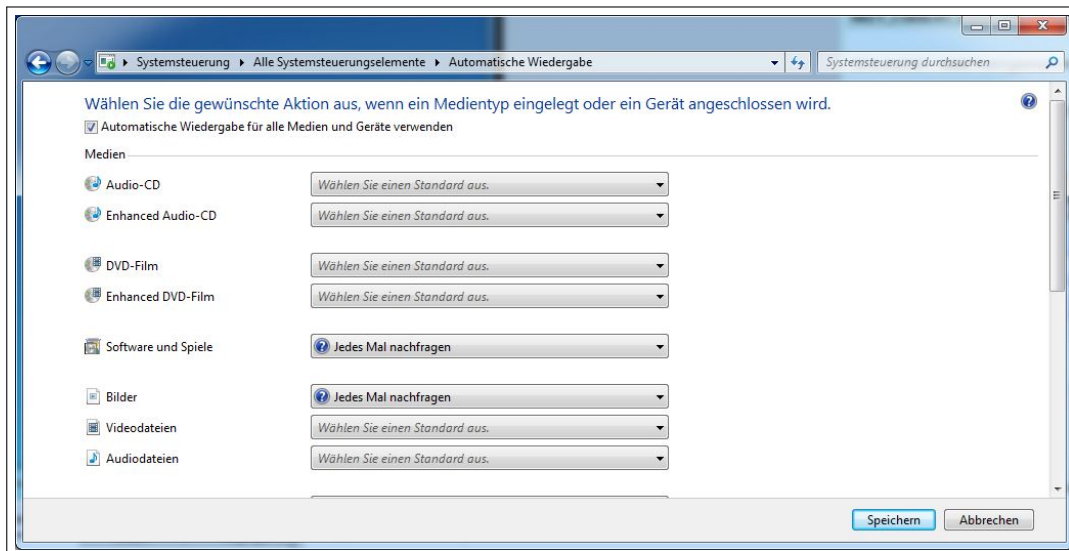 Systemsteuerung ▸ Alle Systemsteuerungselemente ▸ Automatische Wiedergabe
Systemsteuerung durchsuchen
Wählen Sie die gewünschte Aktion aus, wenn ein Medientyp eingelegt oder ein Gerät angeschlossen wird.
Automatische Wiedergabe für alle Medien und Geräte verwenden
Medien
Audio-CD Wählen Sie einen Standard aus.
Enhanced Audio-CD Wählen Sie einen Standard aus.
DVD-Film Wählen Sie einen Standard aus.
Enhanced DVD-Film Wählen Sie einen Standard aus.
Software und Spiele Jedes Mal nachfragen
Bilder Jedes Mal nachfragen
Videodateien Wählen Sie einen Standard aus.
Audiodateien Wählen Sie einen Standard aus.
Speichern Abbrechen